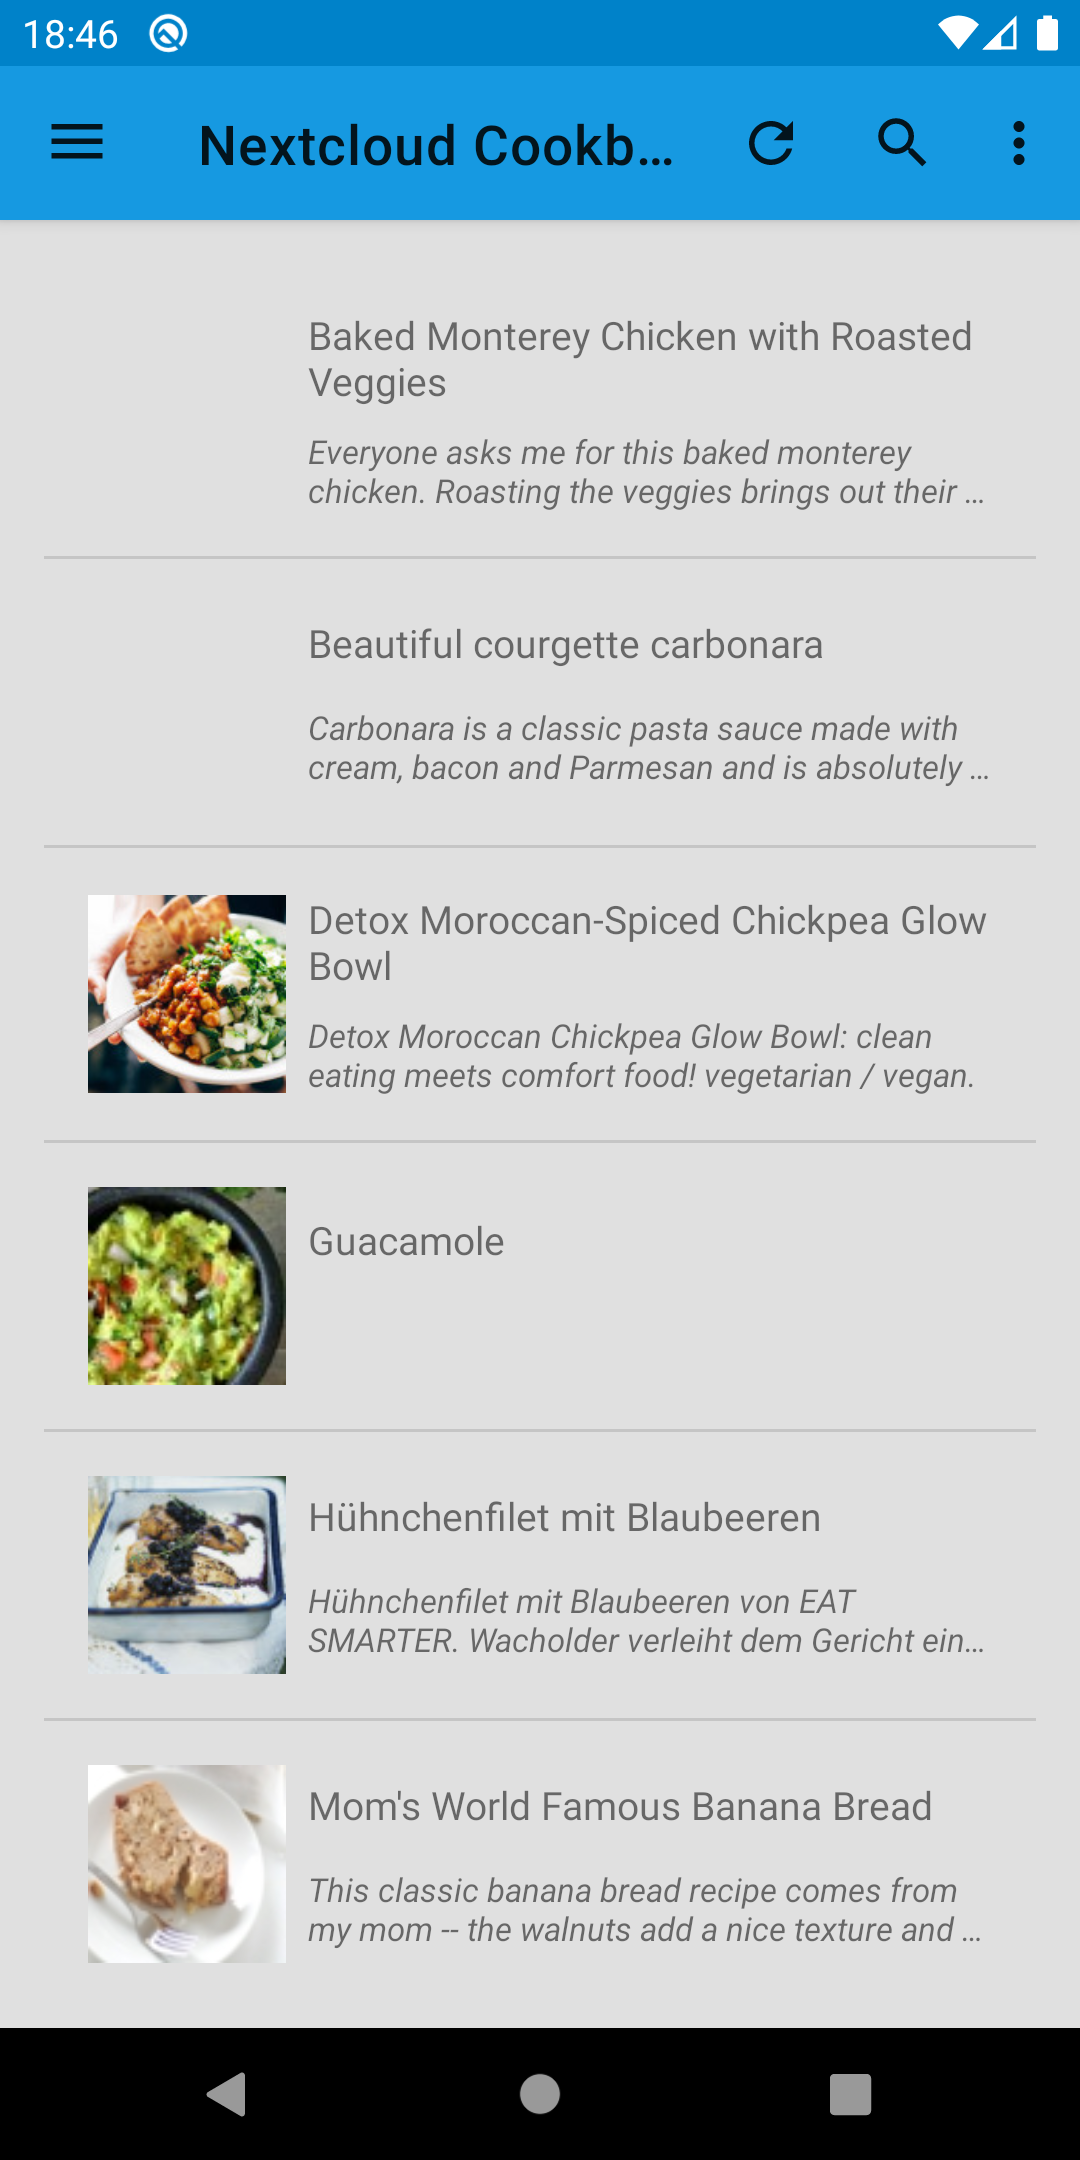 18:46
Nextcloud Cookb...
Baked Monterey Chicken with Roasted
Veggies
Everyone asks me for this baked monterey
chicken. Roasting the veggies brings out their ...
Beautiful courgette carbonara
Carbonara is a classic pasta sauce made with
cream, bacon and Parmesan and is absolutely ...
Detox Moroccan-Spiced Chickpea Glow
Bowl
Detox Moroccan Chickpea Glow Bowl: clean
eating meets comfort food! vegetarian / vegan.
Guacamole
Hühnchenfilet mit Blaubeeren
Hühnchenfilet mit Blaubeeren von EAT
SMARTER. Wacholder verleiht dem Gericht ein...
Mom's World Famous Banana Bread
This classic banana bread recipe comes from
my mom -- the walnuts add a nice texture and ...